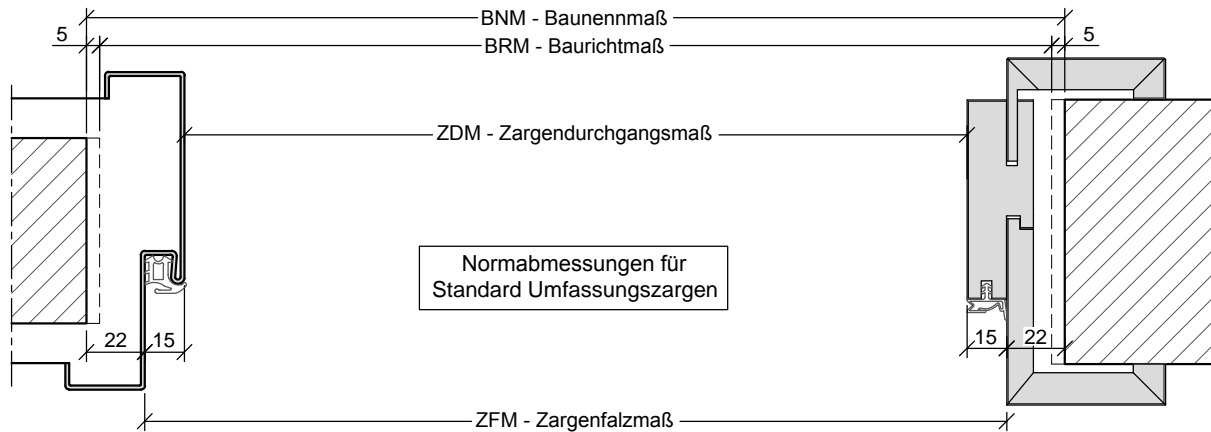 BNM - Baunennmaß
5
BRM - Baurichtmaß
5
ZDM - Zargendurchgangsmaß
Normabmessungen für
Standard Umfassungszargen
22
15
15
22
ZFM - Zargenfalzmaß